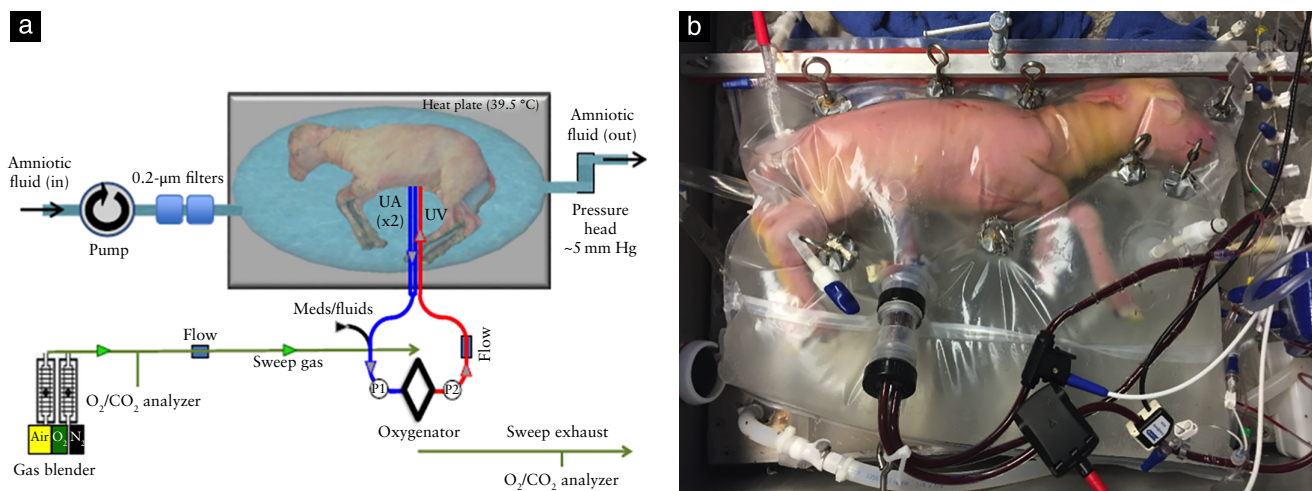 a
Heat plate (39.5 °C)
Amniotic
fluid (out)
Amniotic
fluid (in)
0.2-μm filters
Pump
UA
(x2)
UV
Pressure
head
~5 mm Hg
Meds/fluids
Flow
Sweep gas
Flow
O2/CO2 analyzer
P1
P2
Oxygenator
Air
O2
N2
Gas blender
Sweep exhaust
O2/CO2 analyzer
b